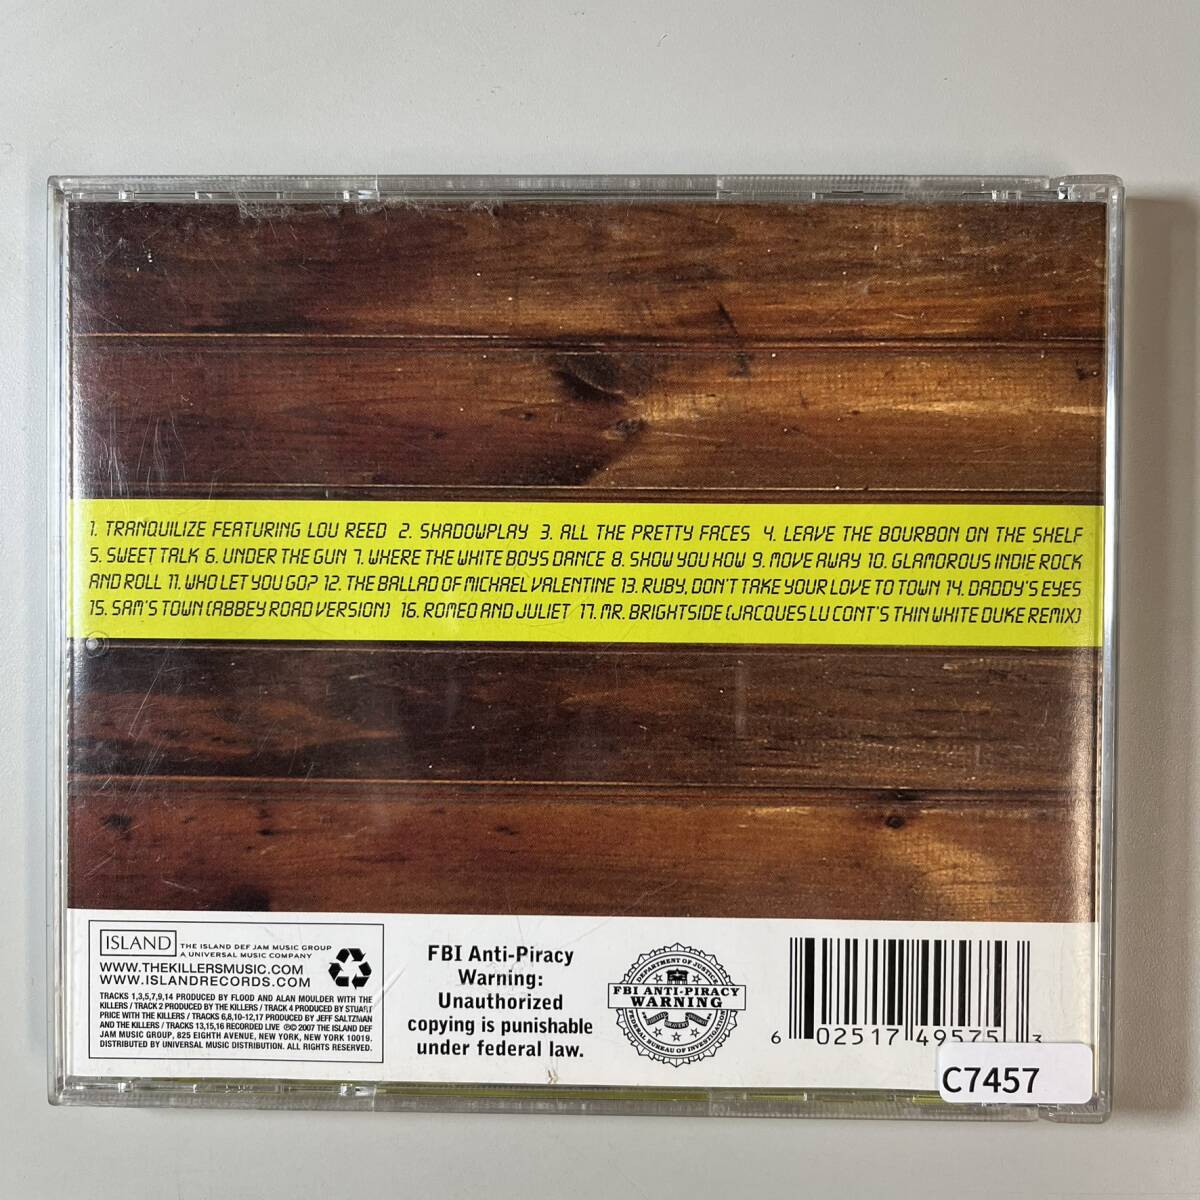 1. TRANQUILIZE FEATURING LOU REED 2. SHADOWPLAY 3. ALL THE PRETTY FACES 4. LEAVE THE BOURBON ON THE SHELF
5. SWEET TALK 6. UNDER THE GUN 7. WHERE THE WHITE BOYS DANCE 8. SHOW YOU HOW 9. MOVE AWAY 10. GLAMOROUS INDIE ROCK
AND ROLL 11. WHO LET YOU GO? 12. THE BALLAD OF MICHAEL VALENTINE 13. RUBY, DON'T TAKE YOUR LOVE TO TOWN 14. DADDY'S EYES
15. SAM'S TOWN (ABBEY ROAD VERSION) 16. ROMEO AND JULIET 17. MR. BRIGHTSIDE (JACQUES LU CONT'S THIN WHITE DUKE REMIX)
ISLAND
THE ISLAND DEF JAM MUSIC GROUP
A UNIVERSAL MUSIC COMPANY
WWW.THEKILLERSMUSIC.COM
WWW.ISLANDRECORDS.COM
TRACKS 1,3,5,7,9,14 PRODUCED BY FLOOD AND ALAN MOULDER WITH THE
KILLERS / TRACK 2 PRODUCED BY THE KILLERS / TRACK 4 PRODUCED BY STUART
PRICE WITH THE KILLERS / TRACKS 6,8,10-12,17 PRODUCED BY JEFF SALTZMAN
AND THE KILLERS / TRACKS 13,15,16 RECORDED LIVE ℗© 2007 THE ISLAND DEF
JAM MUSIC GROUP, 825 EIGHTH AVENUE, NEW YORK, NEW YORK 10019.
DISTRIBUTED BY UNIVERSAL MUSIC DISTRIBUTION. ALL RIGHTS RESERVED.
FBI Anti-Piracy
Warning:
Unauthorized
copying is punishable
under federal law.
DEPARTMENT OF JUSTICE
FBI ANTI-PIRACY
WARNING
FEDERAL BUREAU OF INVESTIGATION
6 02517 49575 3
C7457